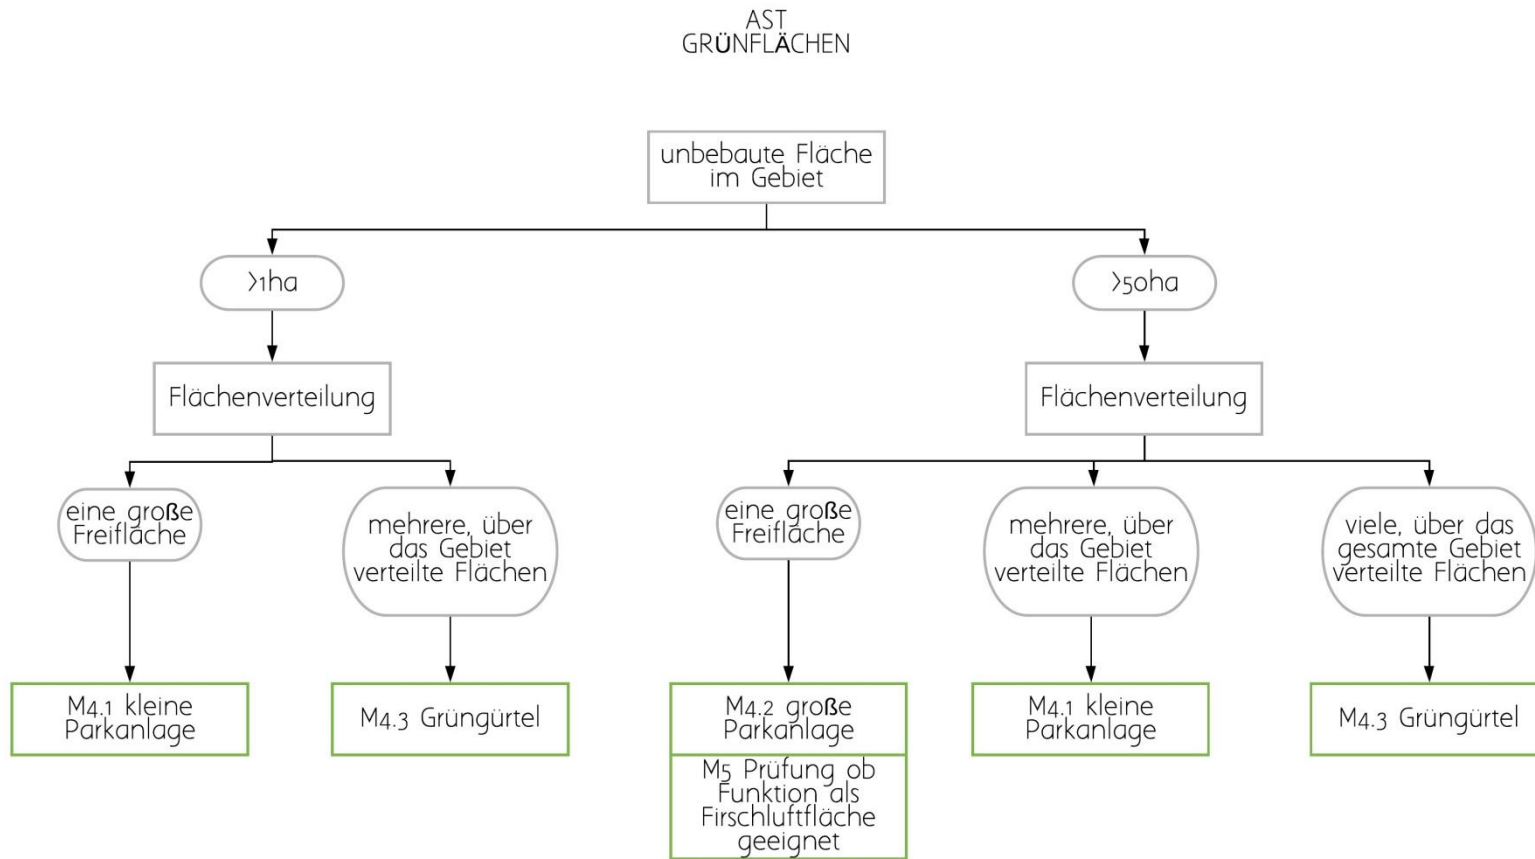 AST
GRÜNFLÄCHEN
unbebaute Fläche
im Gebiet
>1ha
>50ha
Flächenverteilung
Flächenverteilung
eine große
Freifläche
mehrere, über
das Gebiet
verteilte Flächen
eine große
Freifläche
mehrere, über
das Gebiet
verteilte Flächen
viele, über das
gesamte Gebiet
verteilte Flächen
M4.1 kleine
Parkanlage
M4.3 Grüngürtel
M4.2 große
Parkanlage
M5 Prüfung ob
Funktion als
Firschluftfläche
geeignet
M4.1 kleine
Parkanlage
M4.3 Grüngürtel